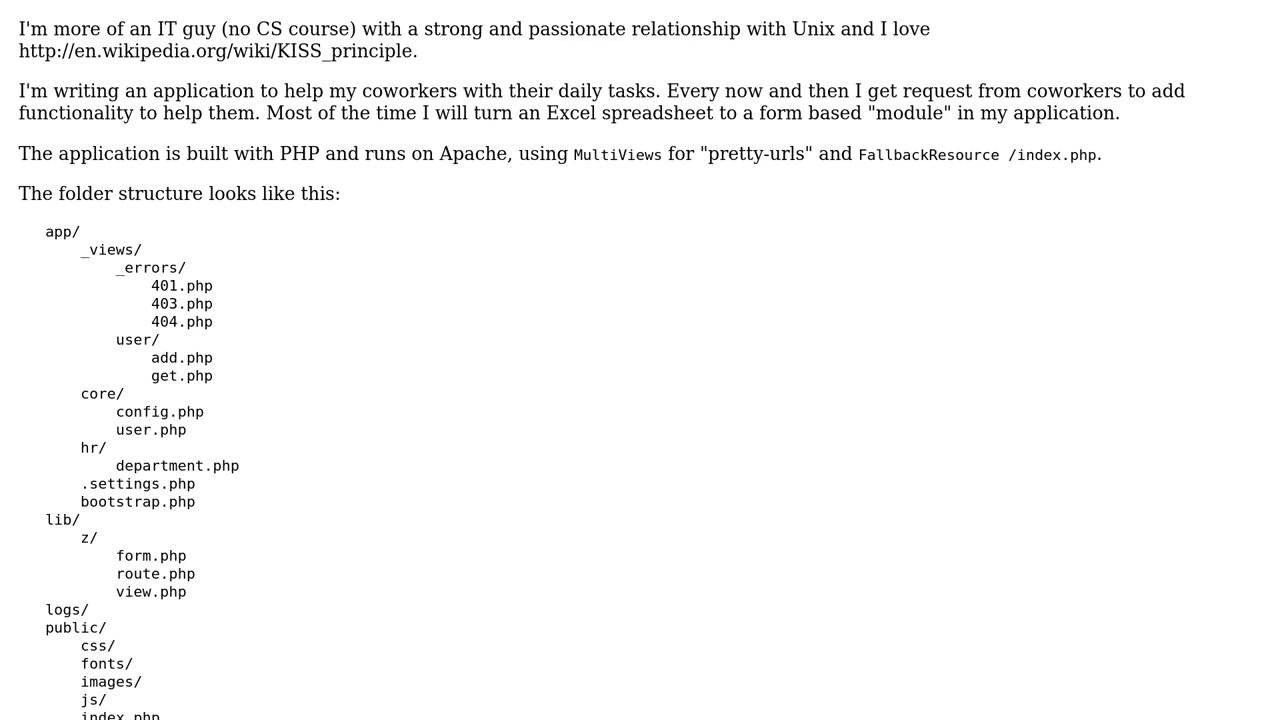 I'm more of an IT guy (no CS course) with a strong and passionate relationship with Unix and I love
http://en.wikipedia.org/wiki/KISS_principle.
I'm writing an application to help my coworkers with their daily tasks. Every now and then I get request from coworkers to add
functionality to help them. Most of the time I will turn an Excel spreadsheet to a form based "module" in my application.
The application is built with PHP and runs on Apache, using MultiViews for "pretty-urls" and FallbackResource /index.php.
The folder structure looks like this:
app/
_views/
_errors/
401.php
403.php
404.php
user/
add.php
get.php
core/
config.php
user.php
hr/
department.php
.settings.php
bootstrap.php
lib/
z/
form.php
route.php
view.php
logs/
public/
css/
fonts/
images/
js/
index.php